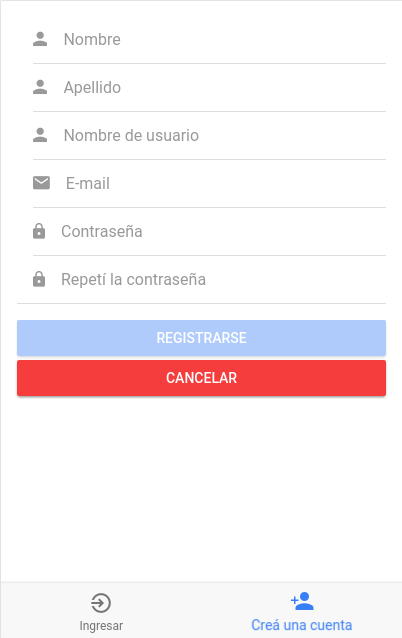 Nombre
Apellido
Nombre de usuario
E-mail
Contraseña
Repetí la contraseña
REGISTRARSE
CANCELAR
Ingresar
Creá una cuenta